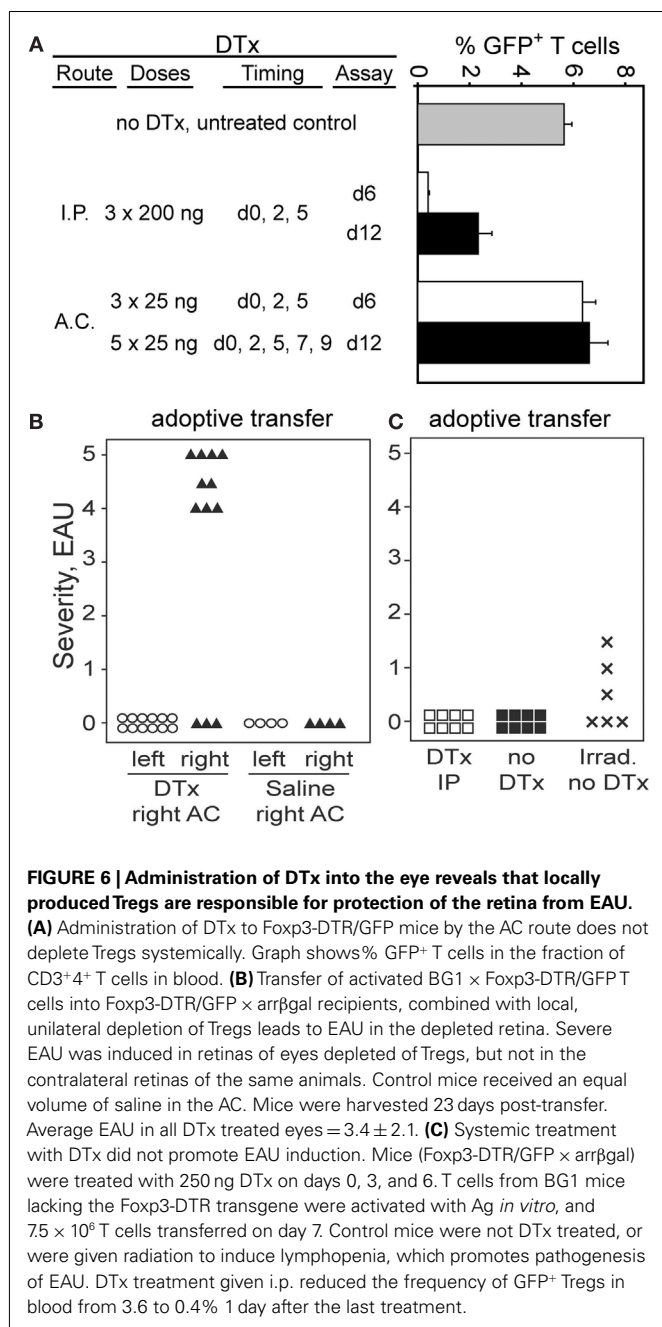 A
DTx
% GFP+ T cells
Route Doses Timing Assay
0 2 4 6 8
no DTx, untreated control
I.P. 3 x 200 ng d0, 2, 5
d6
d12
A.C.
3 x 25 ng d0, 2, 5 d6
5 x 25 ng d0, 2, 5, 7, 9 d12
B
adoptive transfer
Severity, EAU
5
4
3
2
1
0
left right left right
DTx Saline
right AC right AC
C
adoptive transfer
5
4
3
2
1
0
DTx no Irrad.
IP DTx no DTx
FIGURE 6 | Administration of DTx into the eye reveals that locally
produced Tregs are responsible for protection of the retina from EAU.
(A) Administration of DTx to Foxp3-DTR/GFP mice by the AC route does not
deplete Tregs systemically. Graph shows% GFP+ T cells in the fraction of
CD3+4+ T cells in blood. (B) Transfer of activated BG1 × Foxp3-DTR/GFP T
cells into Foxp3-DTR/GFP × arrβgal recipients, combined with local,
unilateral depletion of Tregs leads to EAU in the depleted retina. Severe
EAU was induced in retinas of eyes depleted of Tregs, but not in the
contralateral retinas of the same animals. Control mice received an equal
volume of saline in the AC. Mice were harvested 23 days post-transfer.
Average EAU in all DTx treated eyes = 3.4 ± 2.1. (C) Systemic treatment
with DTx did not promote EAU induction. Mice (Foxp3-DTR/GFP × arrβgal)
were treated with 250 ng DTx on days 0, 3, and 6. T cells from BG1 mice
lacking the Foxp3-DTR transgene were activated with Ag in vitro, and
7.5 × 10⁶ T cells transferred on day 7. Control mice were not DTx treated, or
were given radiation to induce lymphopenia, which promotes pathogenesis
of EAU. DTx treatment given i.p. reduced the frequency of GFP+ Tregs in
blood from 3.6 to 0.4% 1 day after the last treatment.